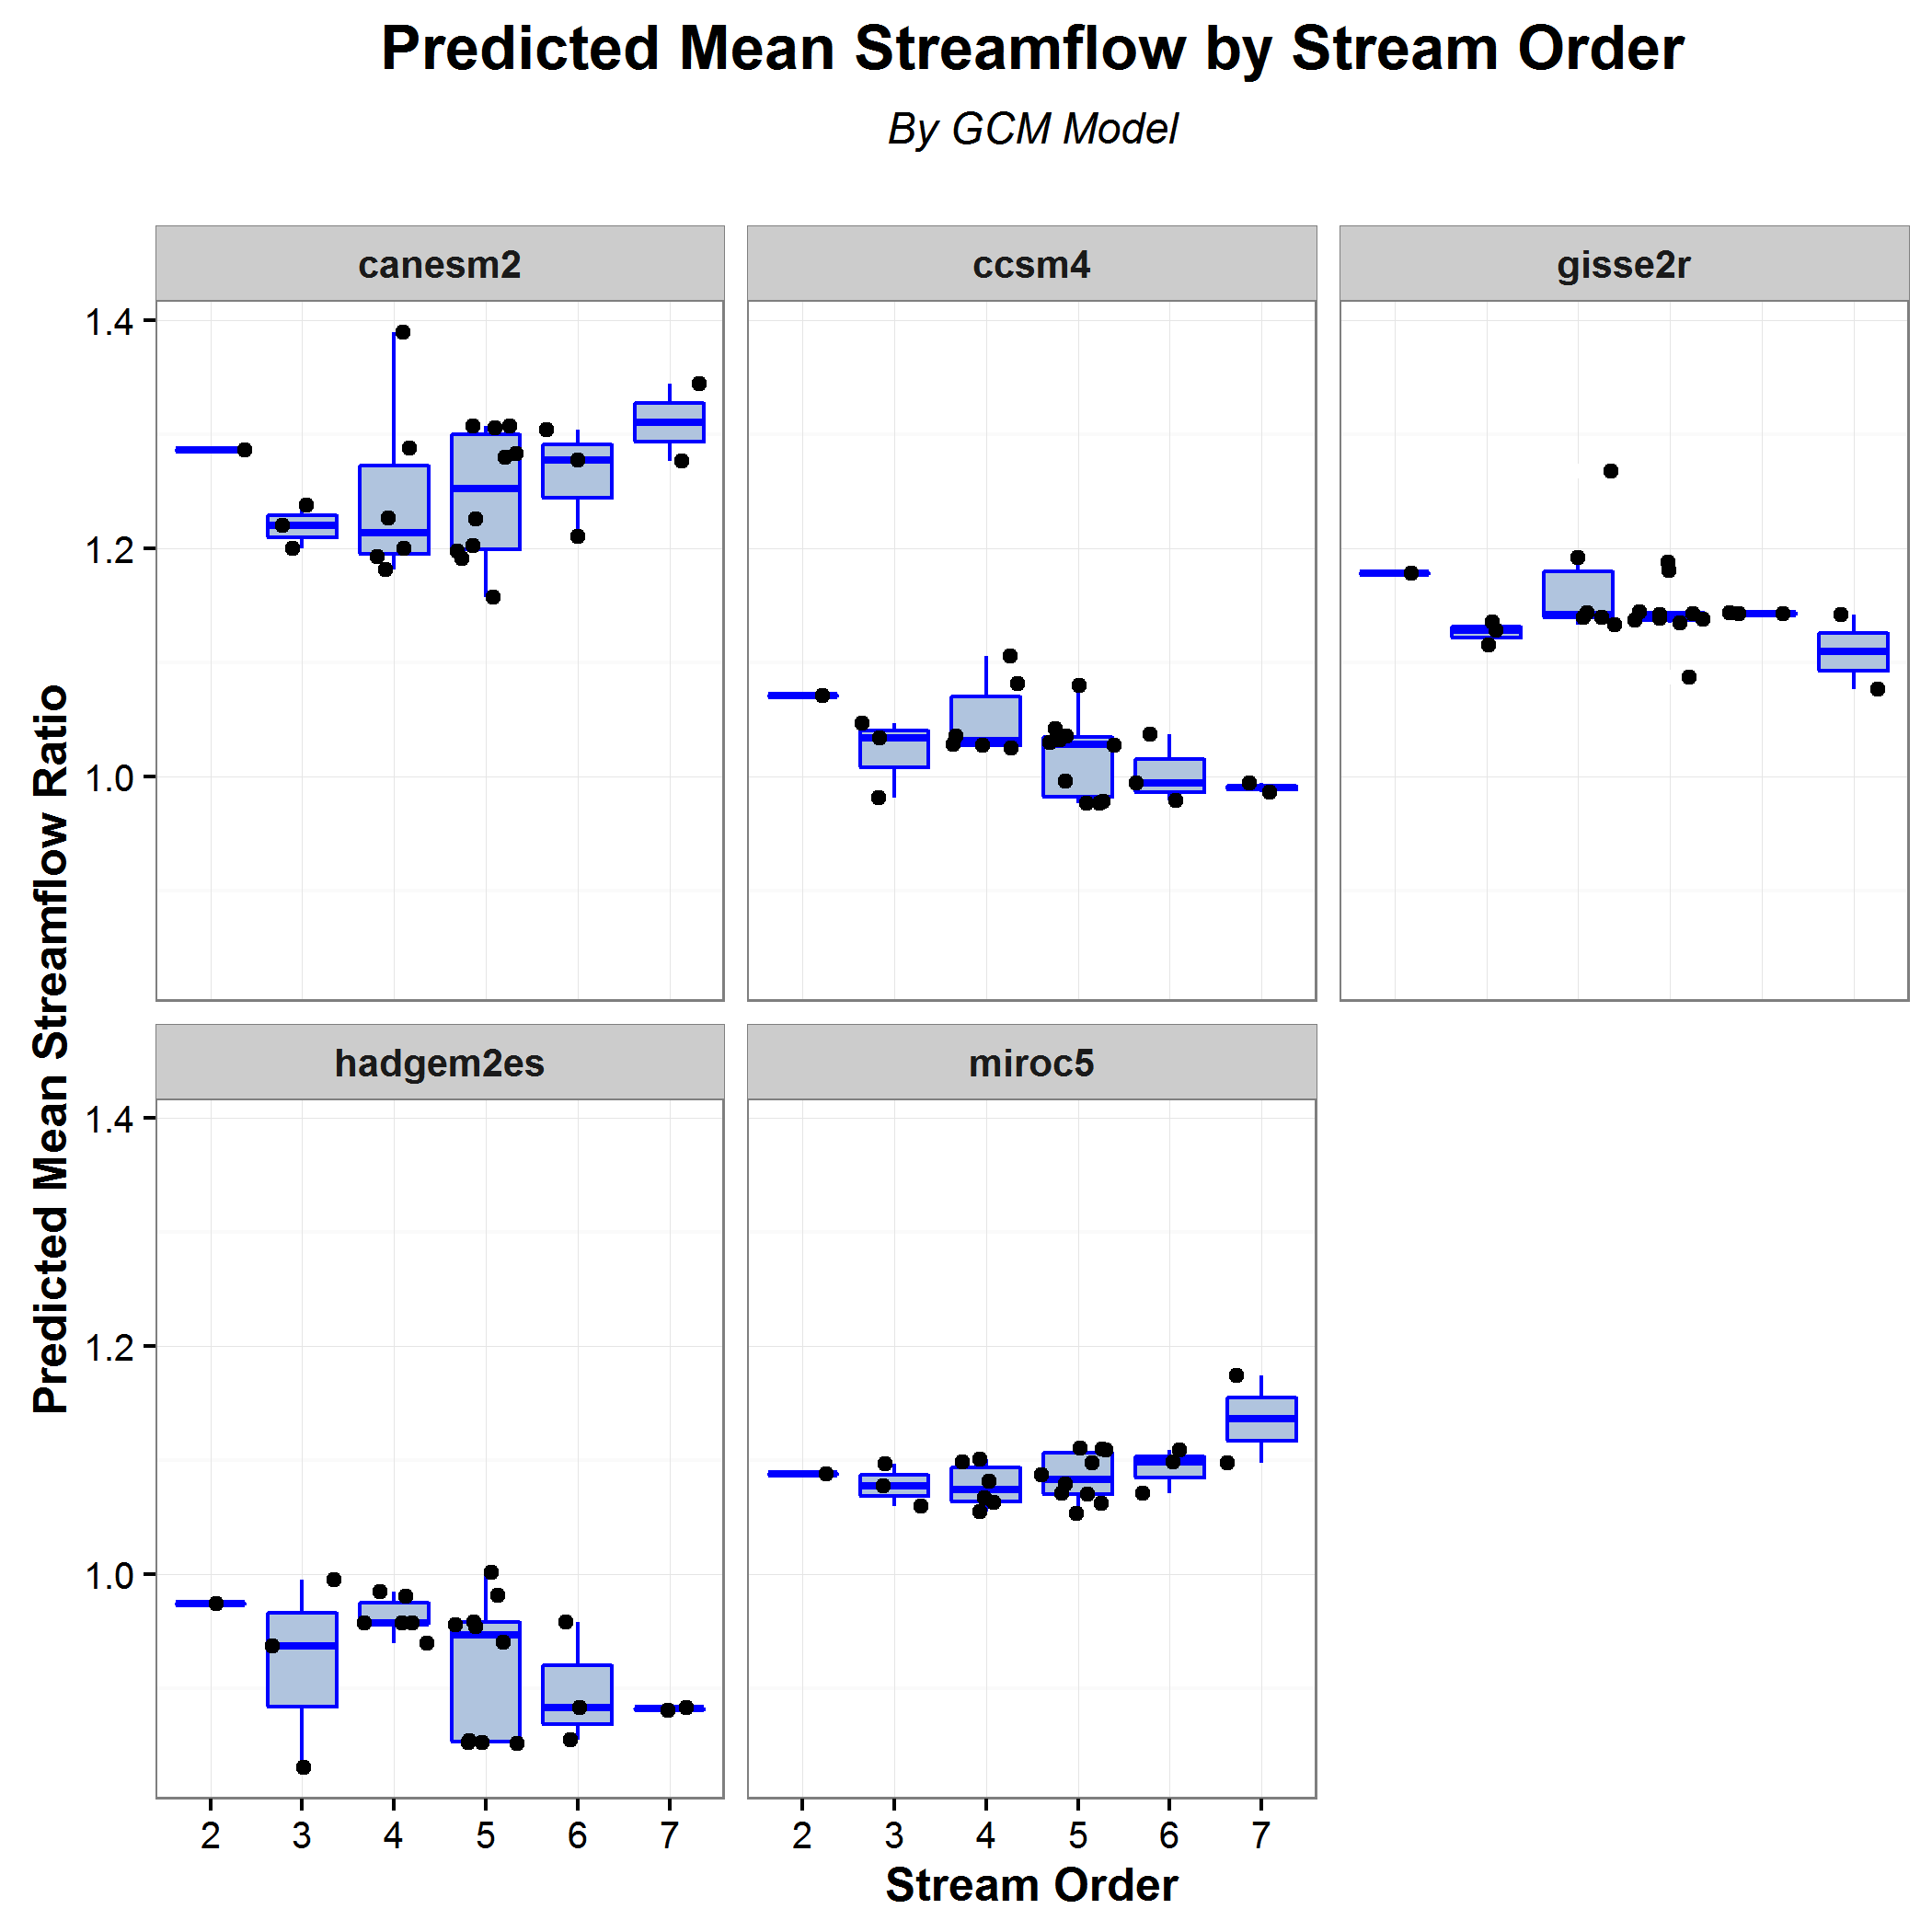 Predicted Mean Streamflow by Stream Order
By GCM Model
canesm2
ccsm4
gisse2r
1.4
1.2
1.0
Predicted Mean Streamflow Ratio
hadgem2es
miroc5
1.4
1.2
1.0
2 3 4 5 6 7
2 3 4 5 6 7
Stream Order